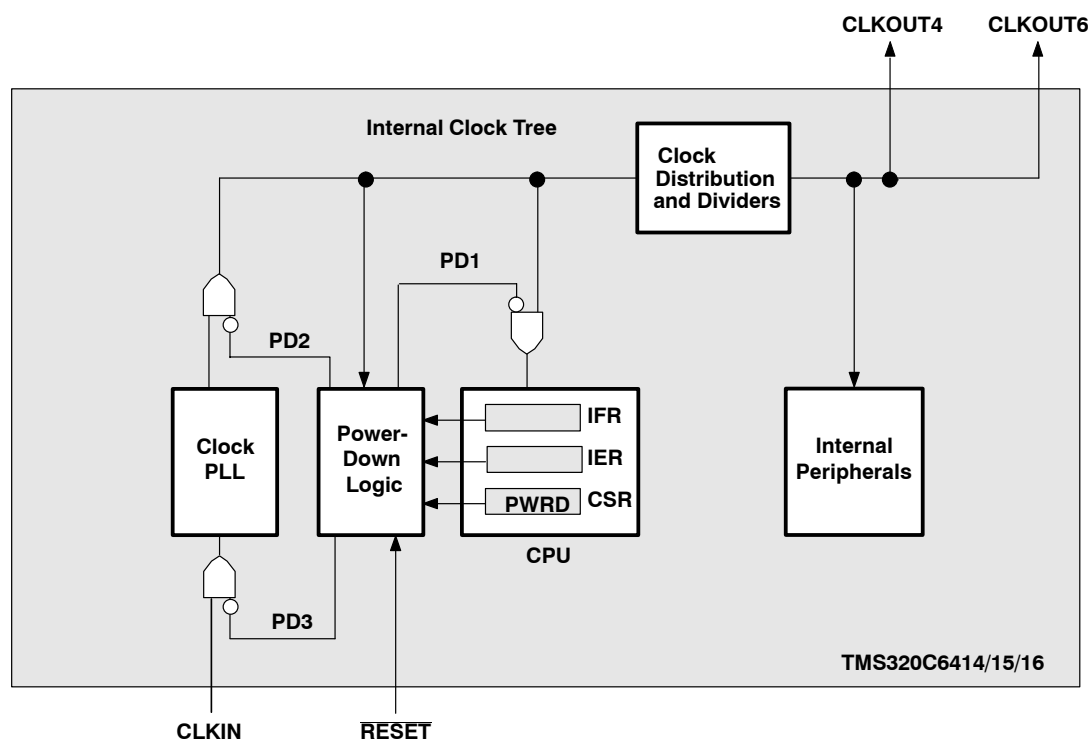 CLKOUT4 CLKOUT6
Internal Clock Tree
Clock
Distribution
and Dividers
PD1
PD2
Clock
PLL
Power-
Down
Logic
IFR
IER
PWRD CSR
CPU
Internal
Peripherals
PD3
TMS320C6414/15/16
CLKIN RESET